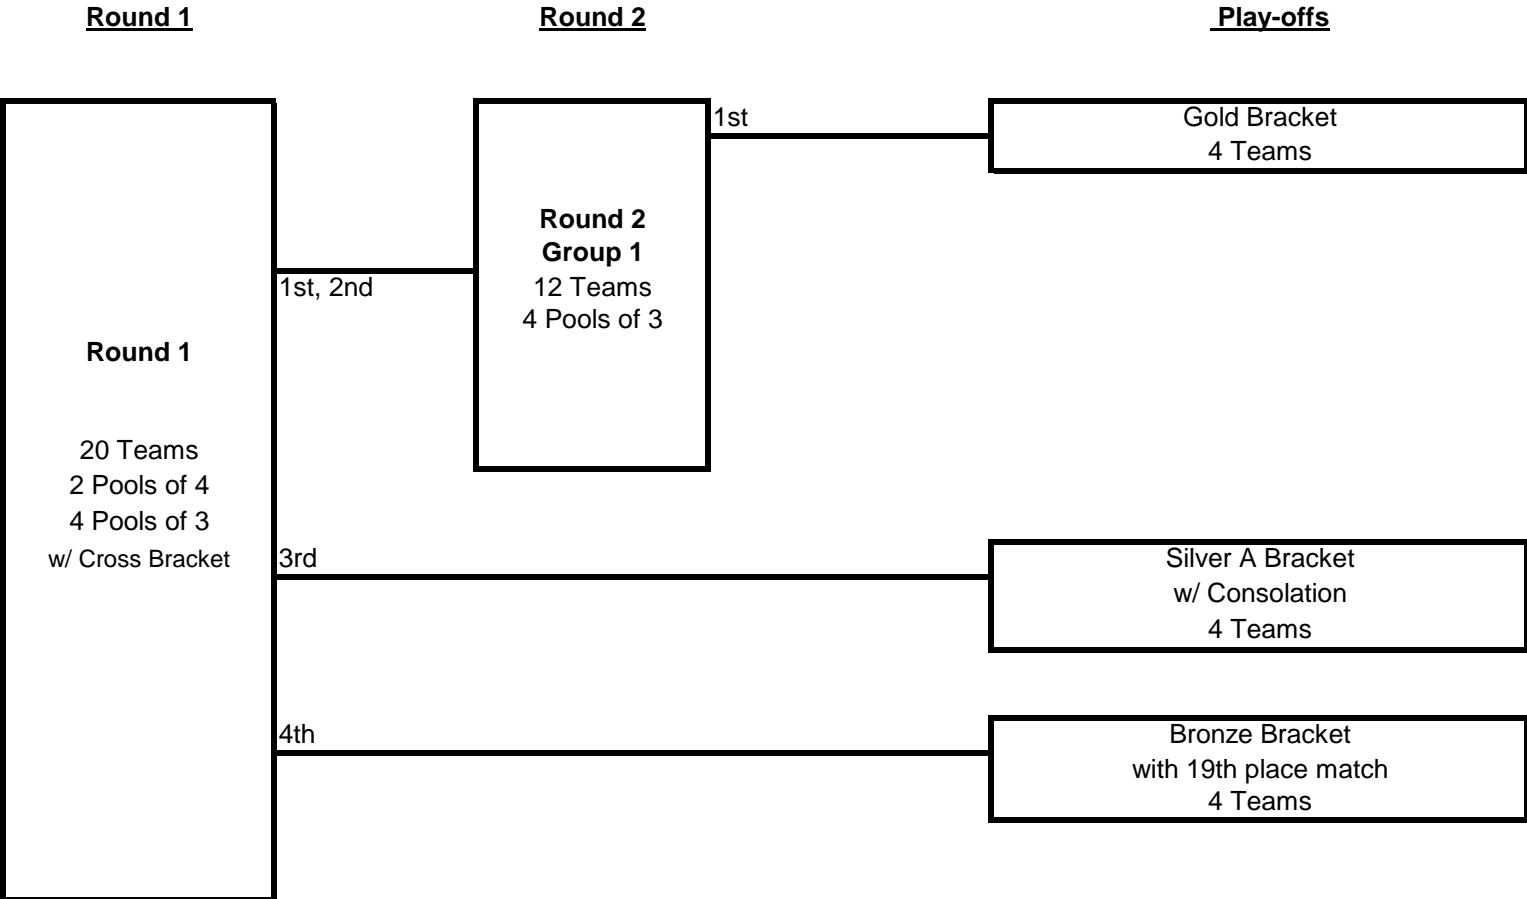 Round 1
Round 2
Play-offs
1st
Gold Bracket
4 Teams
Round 2
Group 1
12 Teams
4 Pools of 3
1st, 2nd
Round 1
20 Teams
2 Pools of 4
4 Pools of 3
w/ Cross Bracket
3rd
Silver A Bracket
w/ Consolation
4 Teams
4th
Bronze Bracket
with 19th place match
4 Teams